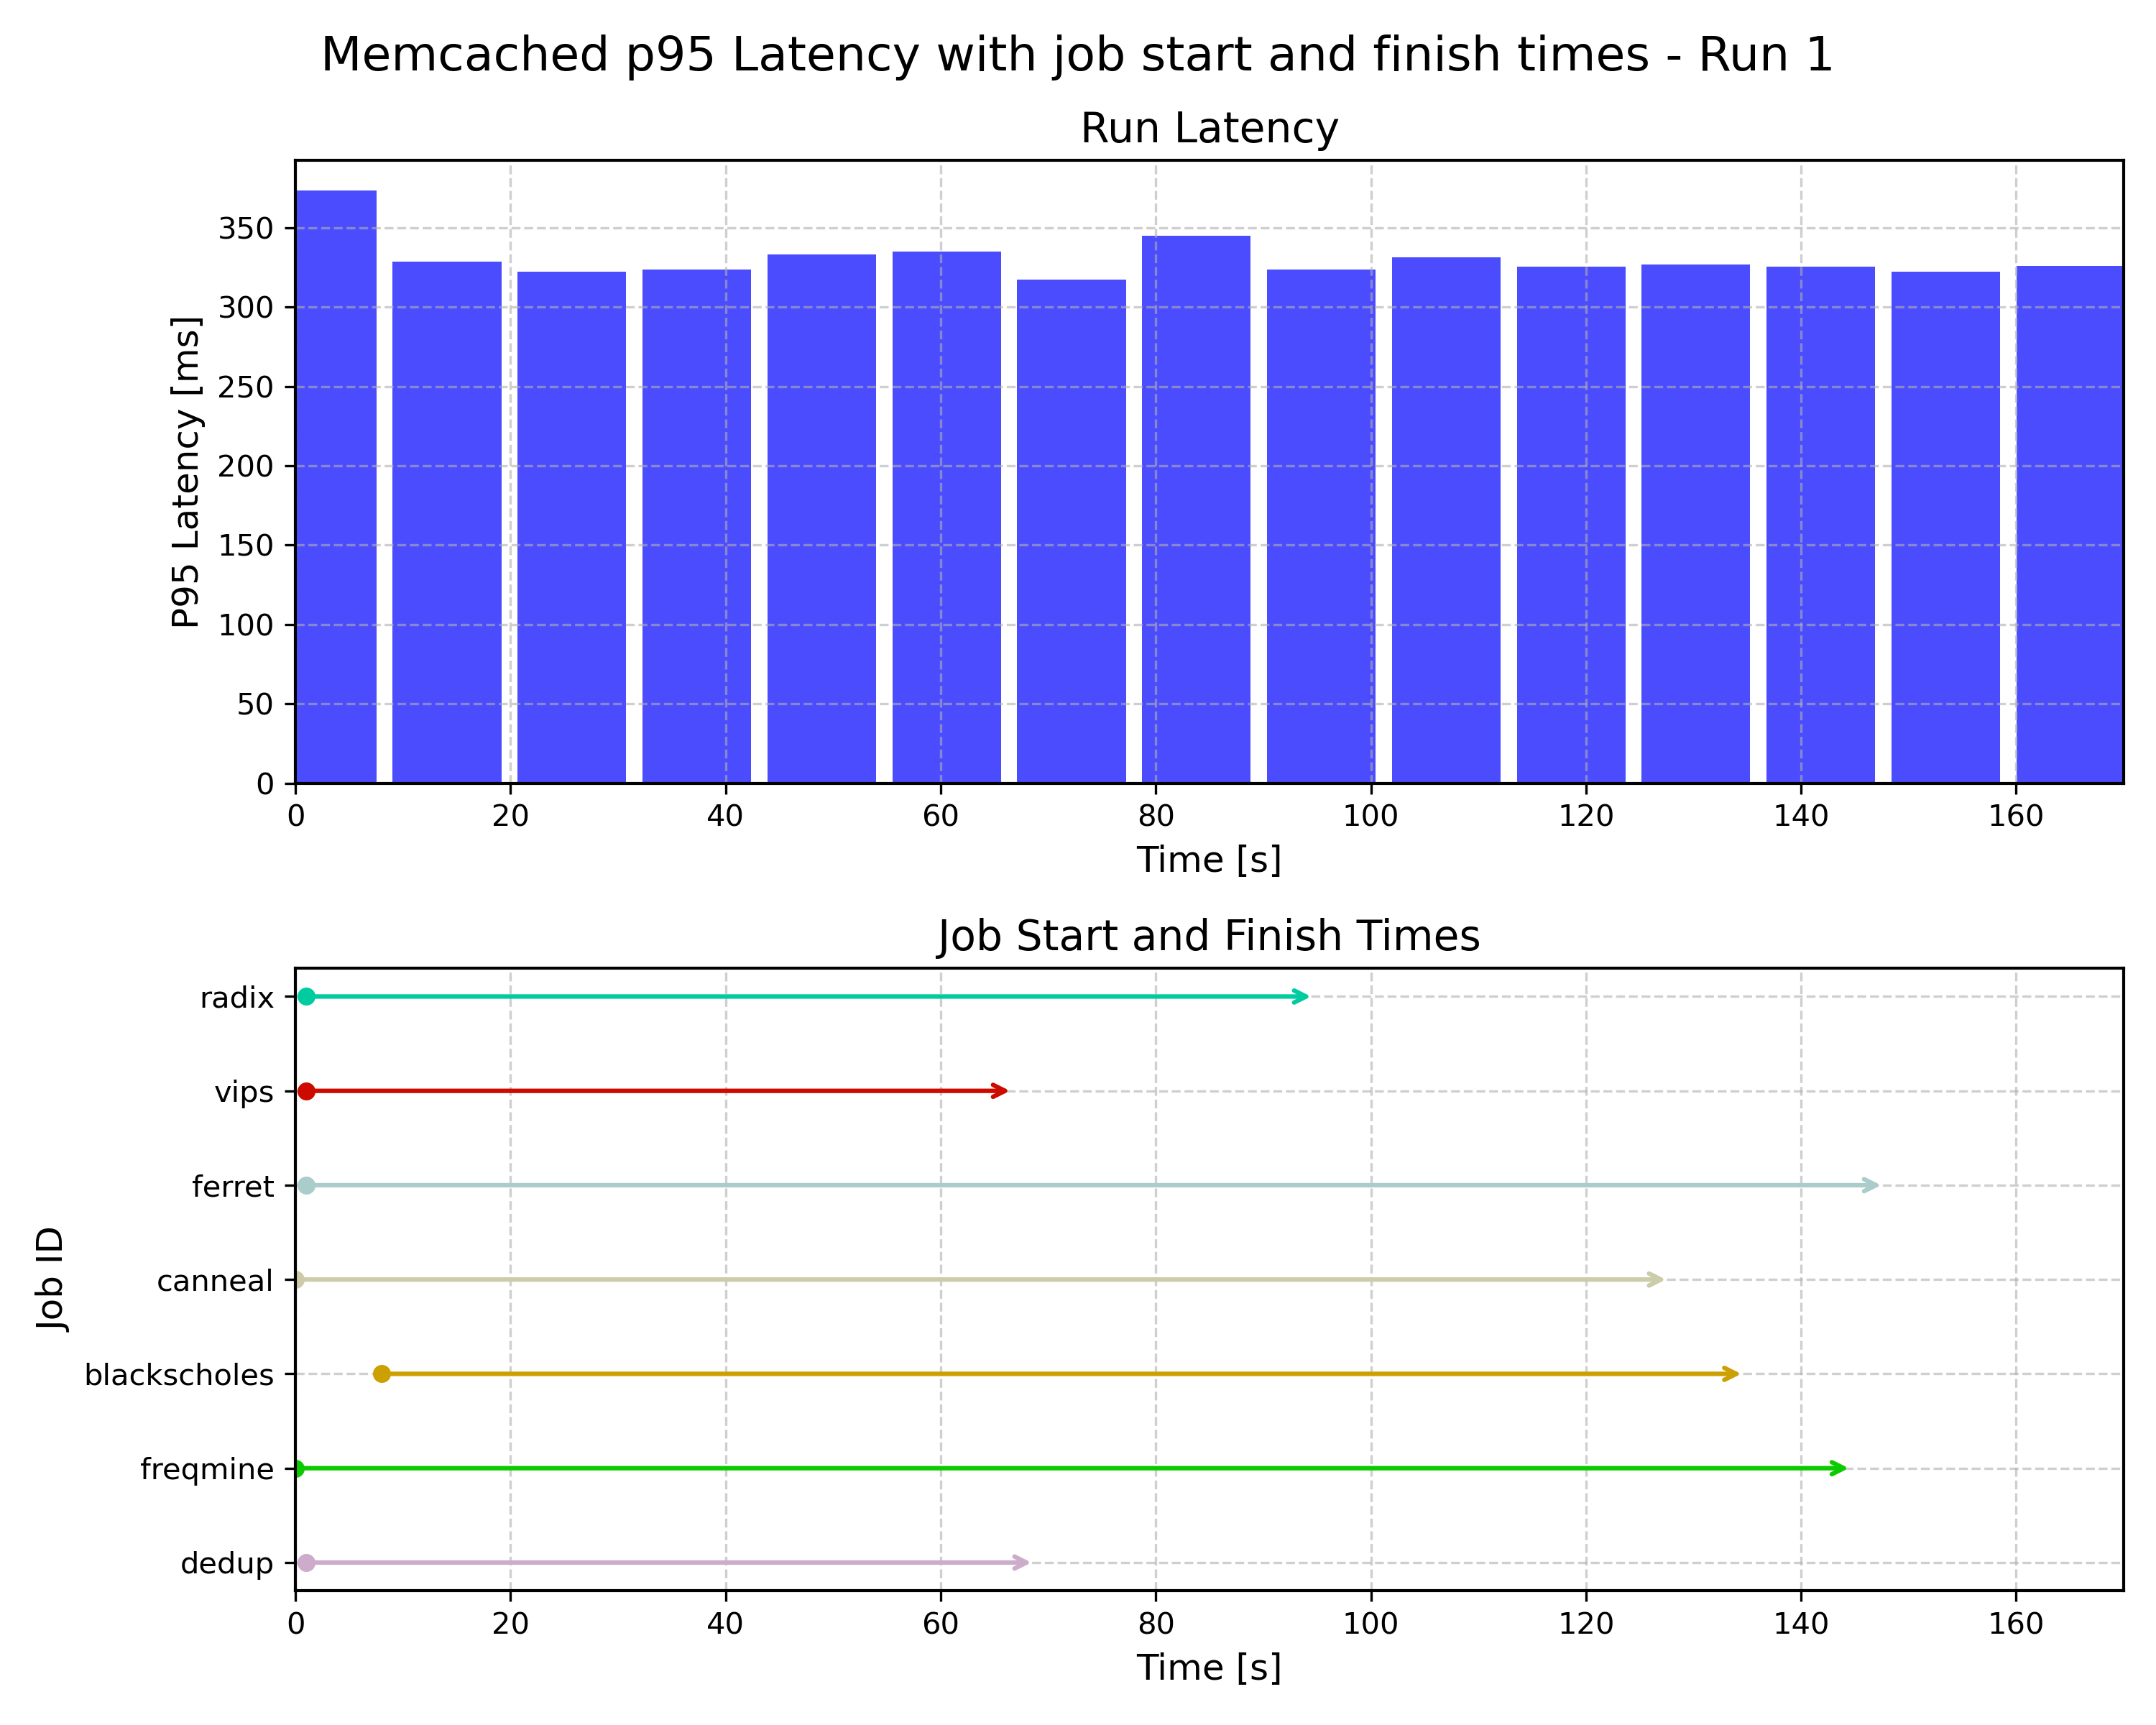 Memcached p95 Latency with job start and finish times - Run 1
Run Latency
P95 Latency [ms]
350
300
250
200
150
100
50
0
0 20 40 60 80 100 120 140 160
Time [s]
Job Start and Finish Times
Job ID
radix
vips
ferret
canneal
blackscholes
freqmine
dedup
0 20 40 60 80 100 120 140 160
Time [s]